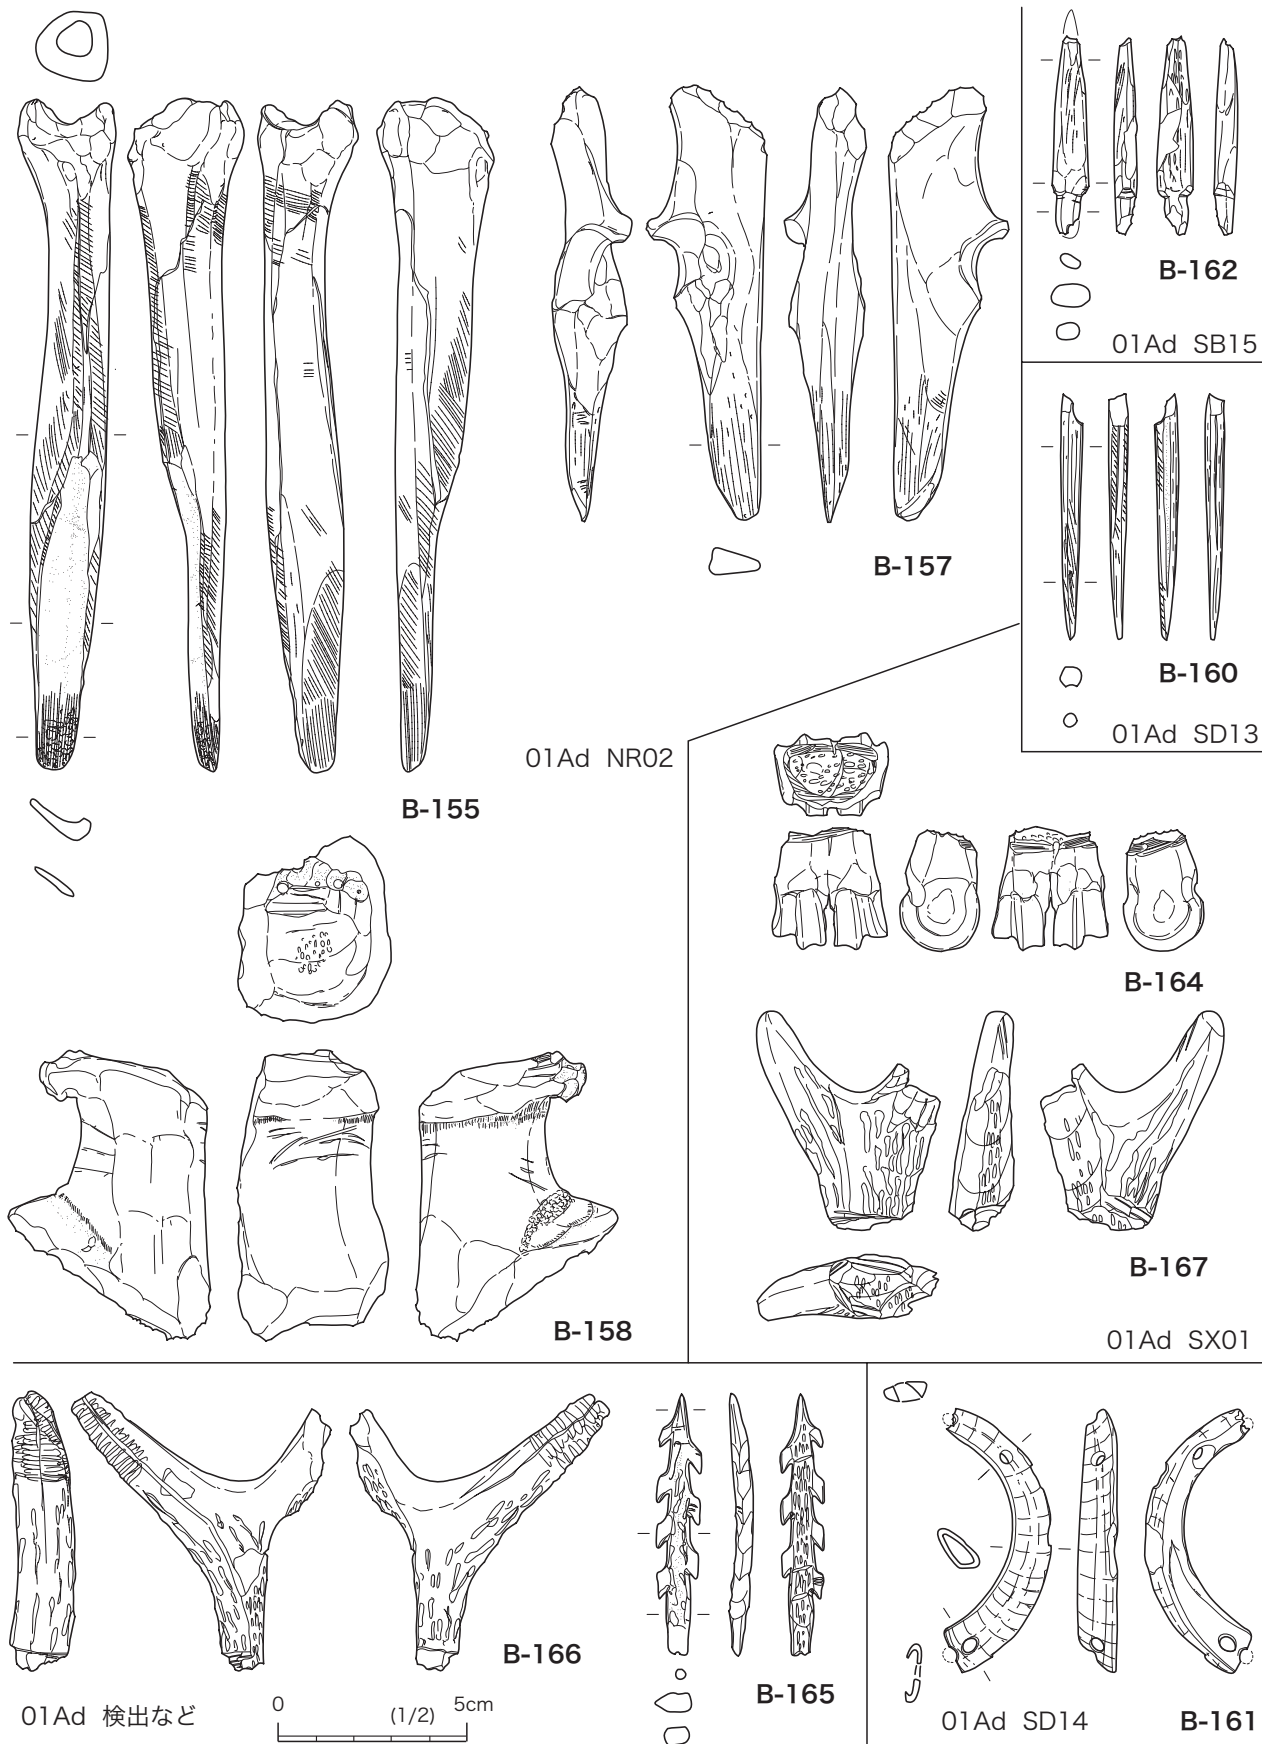 B-162
01Ad SB15
B-157
B-160
01Ad SD13
01Ad NR02
B-155
B-164
B-167
B-158
01Ad SX01
B-166
B-165
01Ad 検出など
0 (1/2) 5cm
01Ad SD14
B-161